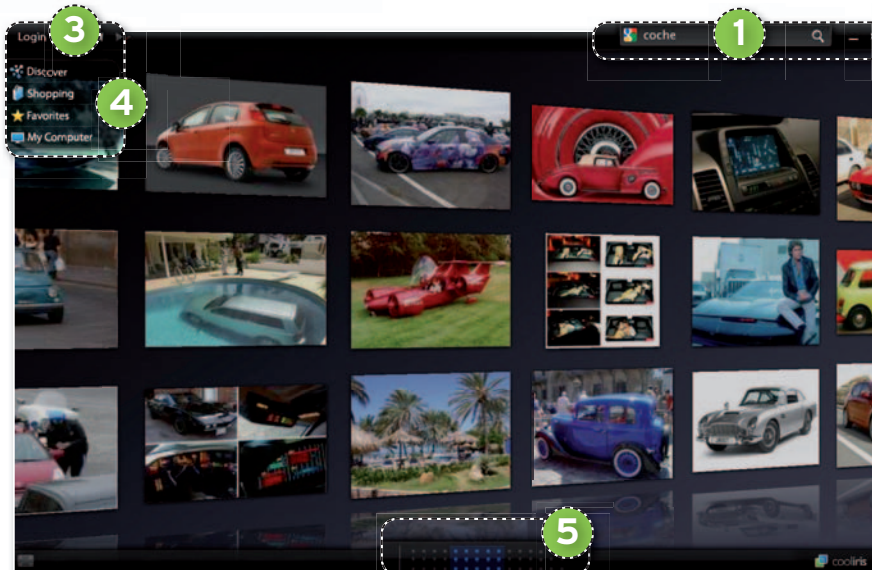 Login
3
coche
1
Discover
Shopping
4
Favorites
My Computer
5
cooliris